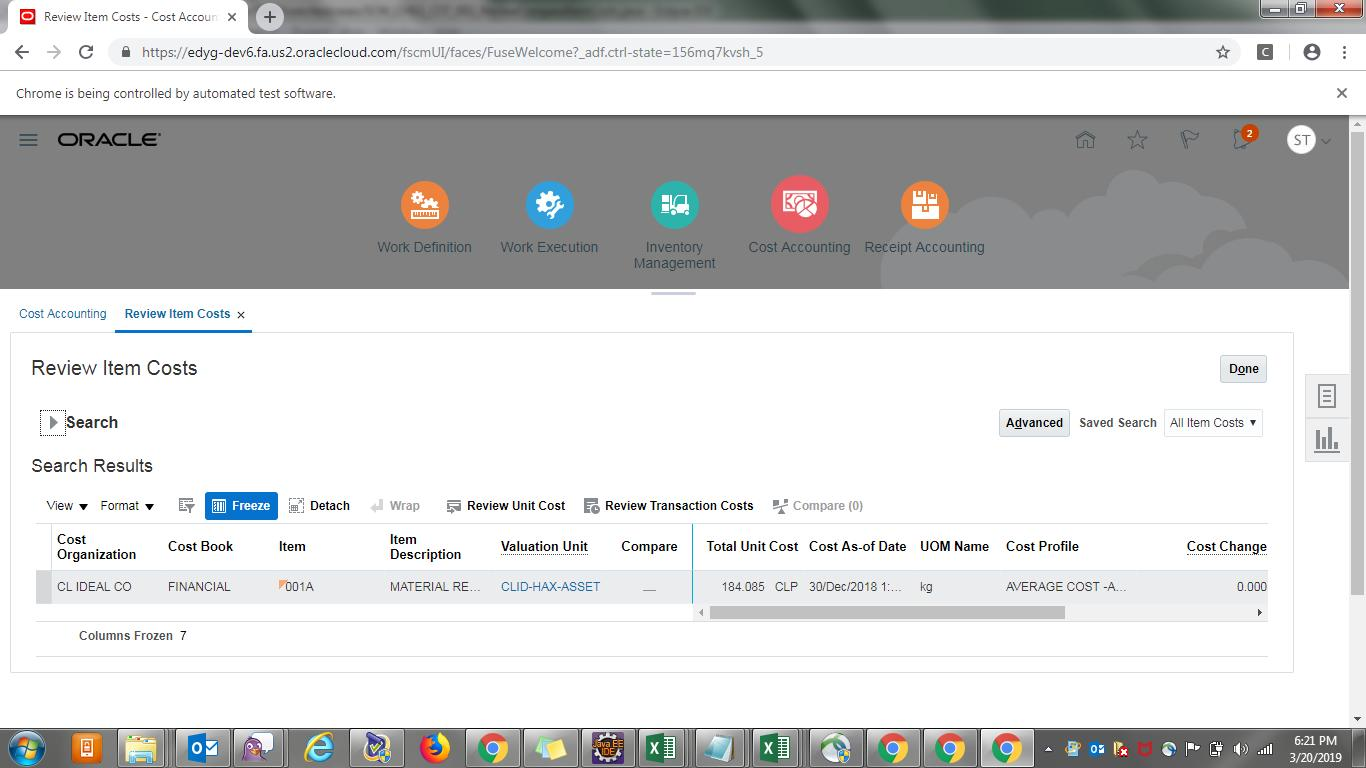 Review Item Costs - Cost Accoun
https://edyg-dev6.fa.us2.oraclecloud.com/fscmUI/faces/FuseWelcome?_adf.ctrl-state=156mq7kvsh_5
C
Chrome is being controlled by automated test software.
ORACLE
2
ST
Work Definition
Work Execution
Inventory
Management
Cost Accounting
Receipt Accounting
Cost Accounting
Review Item Costs
Review Item Costs
Done
Search
Advanced Saved Search All Item Costs
Search Results
View Format Freeze Detach Wrap Review Unit Cost Review Transaction Costs Compare (0)
Cost Organization Cost Book Item Item Description Valuation Unit Compare Total Unit Cost Cost As-of Date UOM Name Cost Profile Cost Change
CL IDEAL CO FINANCIAL 001A MATERIAL RE... CLID-HAX-ASSET 184.085 CLP 30/Dec/2018 1:... kg AVERAGE COST -A... 0.000
Columns Frozen 7
Java EE
IDE
6:21 PM
3/20/2019